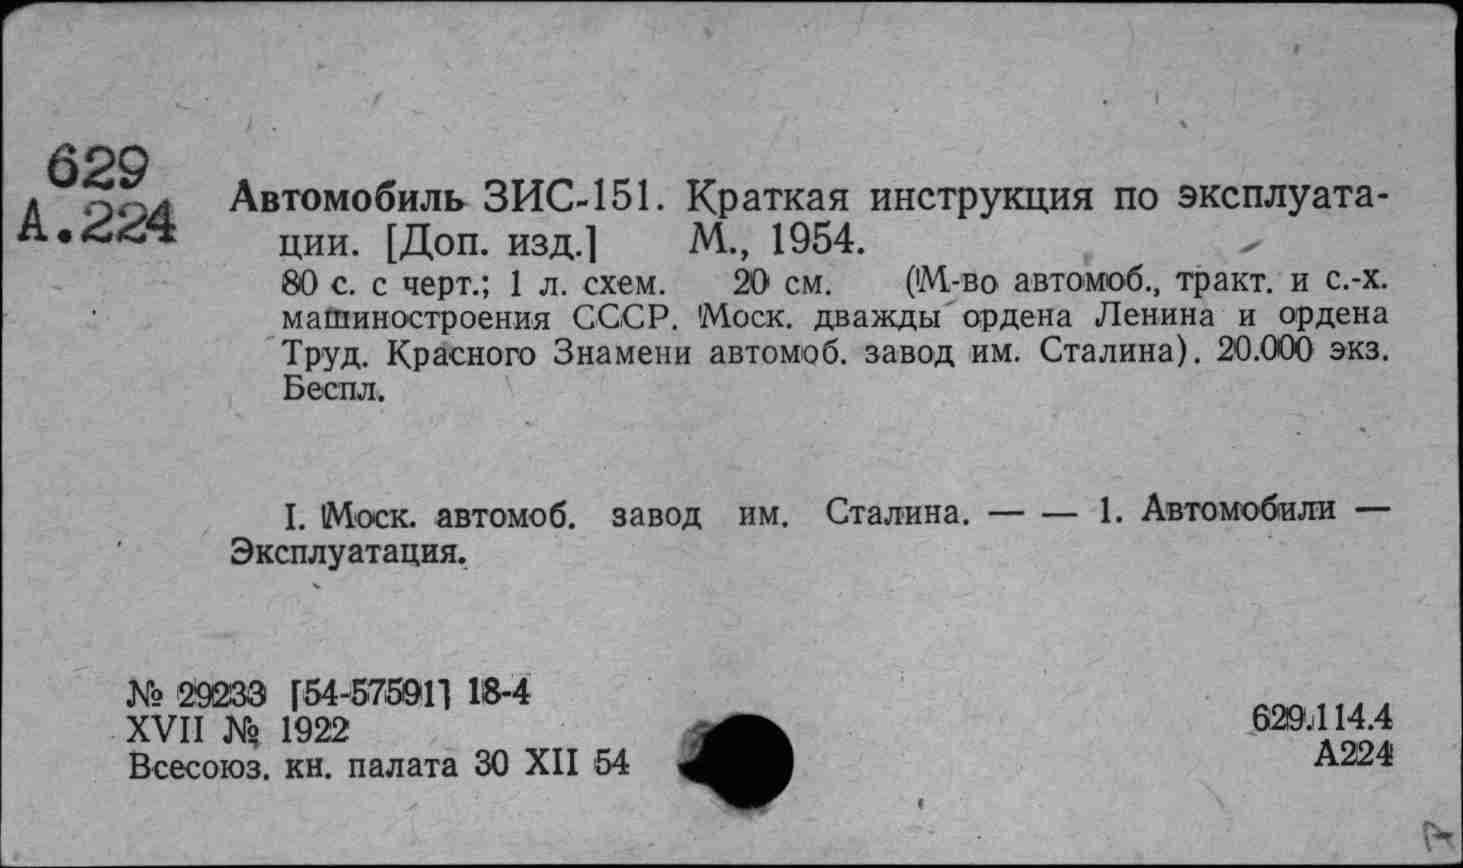 629
А.224
Автомобиль ЗИС-151. Краткая инструкция по эксплуата-
ции. [Доп. изд.] М., 1954.
80 с. с черт.; 1 л. схем. 20 см. (М-во автомоб., тракт. и с.-х.
машиностроения СССР. Моск. дважды ордена Ленина и ордена
Труд. Красного Знамени автомоб. завод им. Сталина). 20.000 экз.
Беспл.
I. Моск. автомоб. завод им. Сталина. — — 1. Автомобили —
Эксплуатация.
№ 29233 [54-57591] 18-4
XVII № 1922
Всесоюз. кн. палата 30 XII 54
629.114.4
А224